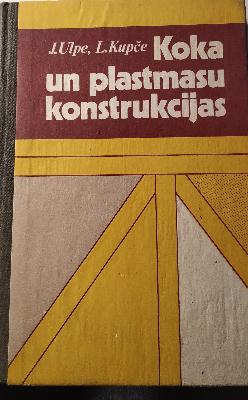 J. Ulpe, L. Kupče Koka
un plastmasu
konstrukcijas